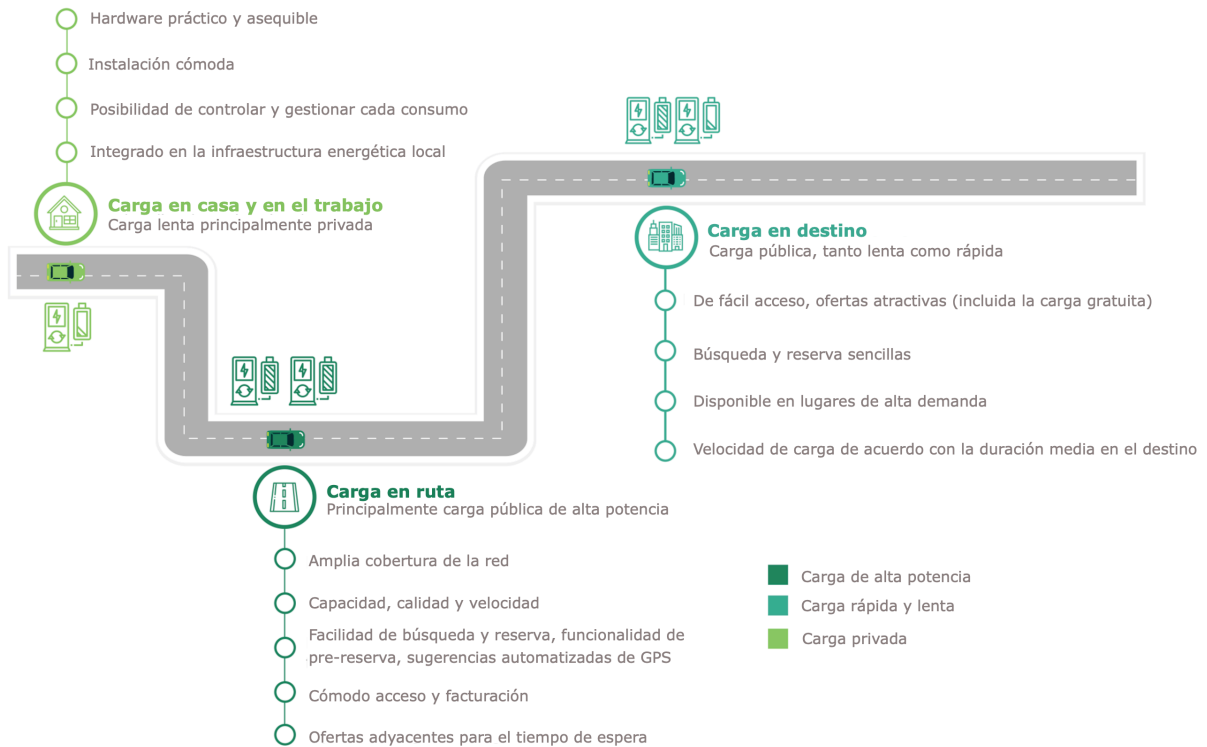 Hardware práctico y asequible
Instalación cómoda
Posibilidad de controlar y gestionar cada consumo
Integrado en la infraestructura energética local
Carga en casa y en el trabajo
Carga lenta principalmente privada
Carga en destino
Carga pública, tanto lenta como rápida
De fácil acceso, ofertas atractivas (incluida la carga gratuita)
Búsqueda y reserva sencillas
Disponible en lugares de alta demanda
Velocidad de carga de acuerdo con la duración media en el destino
Carga en ruta
Principalmente carga pública de alta potencia
Amplia cobertura de la red
Capacidad, calidad y velocidad
Facilidad de búsqueda y reserva, funcionalidad de
pre-reserva, sugerencias automatizadas de GPS
Cómodo acceso y facturación
Ofertas adyacentes para el tiempo de espera
Carga de alta potencia
Carga rápida y lenta
Carga privada